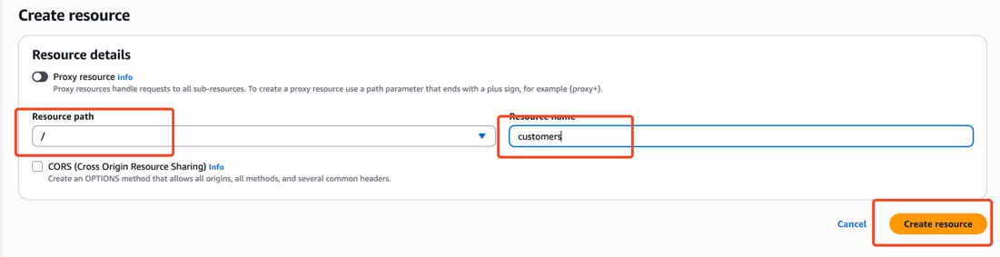 Create resource
Resource details
Proxy resource Info
Proxy resources handle requests to all sub-resources. To create a proxy resource use a path parameter that ends with a plus sign, for example {proxy+}.
Resource path
Resource name
/
customers
CORS (Cross Origin Resource Sharing) Info
Create an OPTIONS method that allows all origins, all methods, and several common headers.
Cancel
Create resource